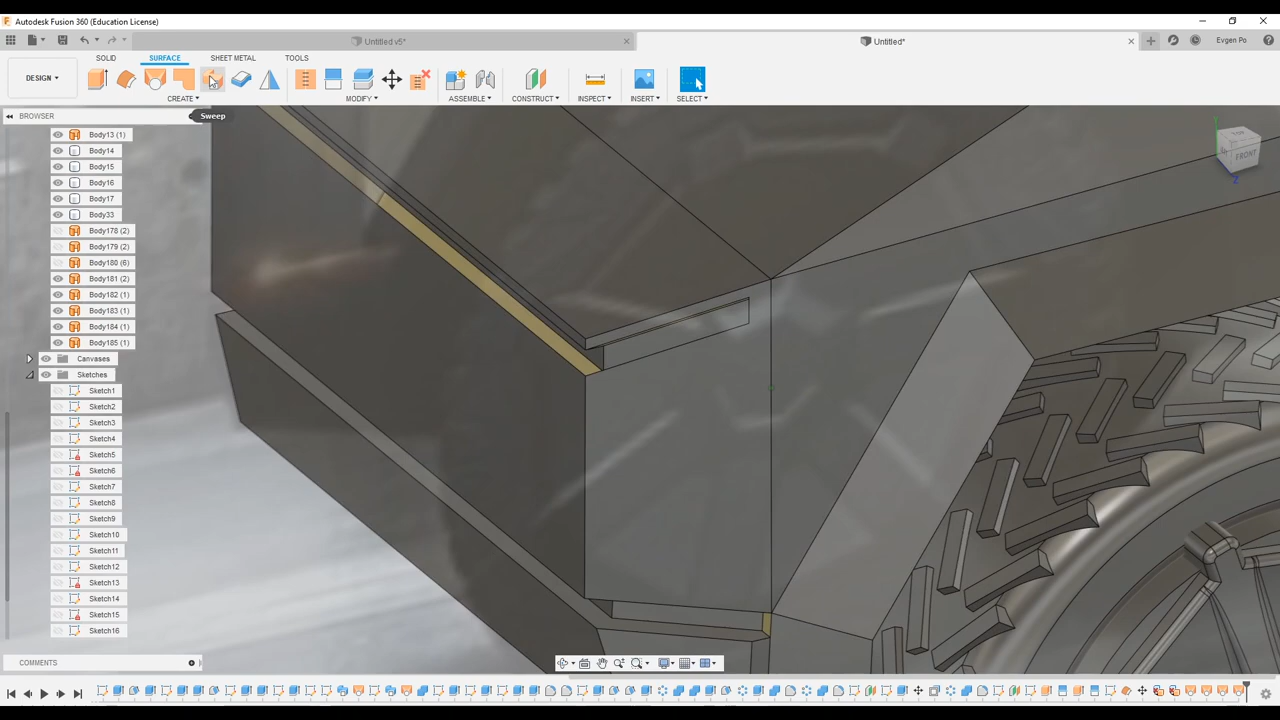 Autodesk Fusion 360 (Education License)
Untitled v5*
Untitled*
Evgen Po
SOLID
SURFACE
SHEET METAL
TOOLS
DESIGN
CREATE
MODIFY
ASSEMBLE
CONSTRUCT
INSPECT
INSERT
SELECT
BROWSER
Sweep
Body13 (1)
Body14
Body15
Body16
Body17
Body33
Body178 (2)
Body179 (2)
Body180 (6)
Body181 (2)
Body182 (1)
Body183 (1)
Body184 (1)
Body185 (1)
Canvases
Sketches
Sketch1
Sketch2
Sketch3
Sketch4
Sketch5
Sketch6
Sketch7
Sketch8
Sketch9
Sketch10
Sketch11
Sketch12
Sketch13
Sketch14
Sketch15
Sketch16
COMMENTS
TOP
FRONT
Y
Z